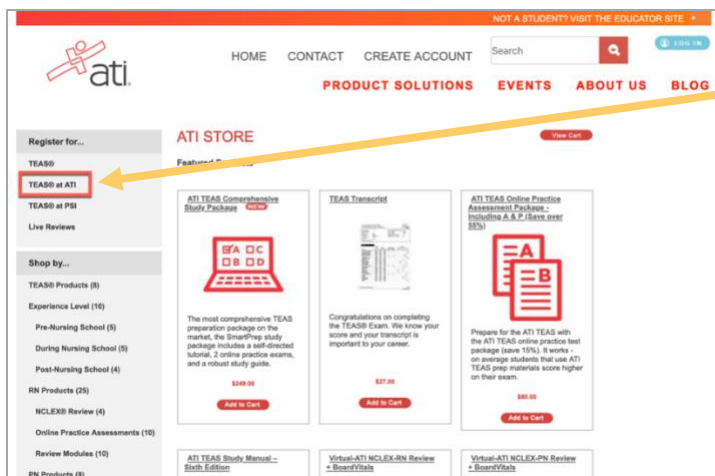 NOT A STUDENT? VISIT THE EDUCATOR SITE
ati
HOME CONTACT CREATE ACCOUNT
Search
LOG IN
PRODUCT SOLUTIONS EVENTS ABOUT US BLOG
Register for...
TEAS®
TEAS® at ATI
TEAS® at PSI
Live Reviews
Shop by...
TEAS® Products (8)
Experience Level (10)
Pre-Nursing School (5)
During Nursing School (5)
Post-Nursing School (4)
RN Products (25)
NCLEX® Review (4)
Online Practice Assessments (10)
Review Modules (10)
PN Products (8)
ATI STORE
View Cart
Featured
ATI TEAS Comprehensive
Study Package NEW
A C
B D
The most comprehensive TEAS
preparation package on the
market, the SmartPrep study
package includes a self-directed
tutorial, 2 online practice exams,
and a robust study guide.
$249.00
Add to Cart
TEAS Transcript
Congratulations on completing
the TEAS® Exam. We know your
score and your transcript is
important to your career.
$27.00
Add to Cart
ATI TEAS Online Practice
Assessment Package -
Including A & P (Save over
55%)
A
B
Prepare for the ATI TEAS with
the ATI TEAS online practice test
package (save 15%). It works -
on average students that use ATI
TEAS prep materials score higher
on their exam.
Add to Cart
ATI TEAS Study Manual –
Sixth Edition
Virtual-ATI NCLEX-RN Review
+ BoardVitals
Virtual-ATI NCLEX-PN Review
+ BoardVitals